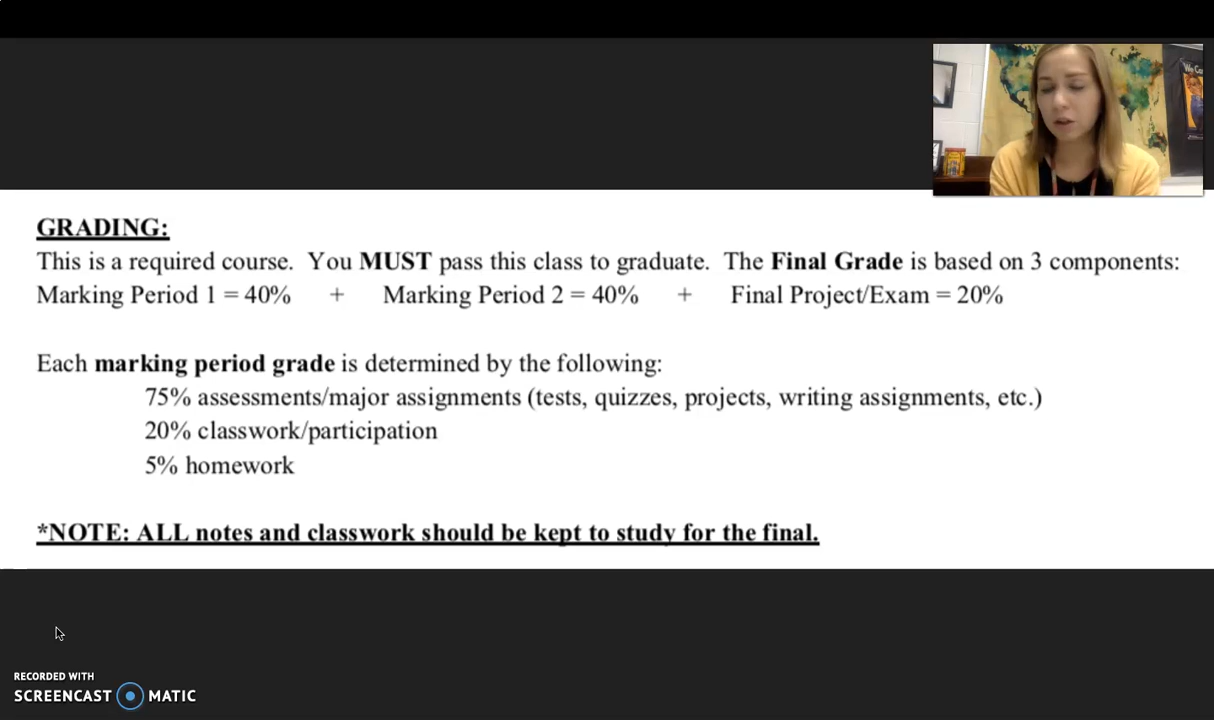 We Ca
GRADING:
This is a required course. You MUST pass this class to graduate. The Final Grade is based on 3 components:
Marking Period 1 = 40% + Marking Period 2 = 40% + Final Project/Exam = 20%
Each marking period grade is determined by the following:
75% assessments/major assignments (tests, quizzes, projects, writing assignments, etc.)
20% classwork/participation
5% homework
*NOTE: ALL notes and classwork should be kept to study for the final.
RECORDED WITH
SCREENCAST MATIC